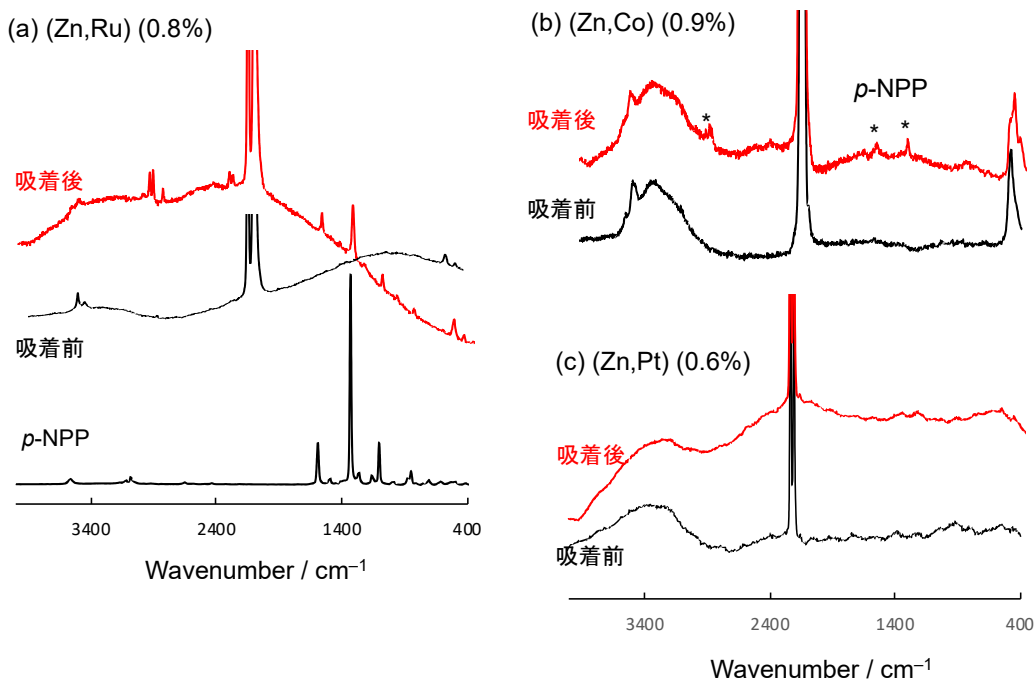 (a) (Zn,Ru) (0.8%)
吸着後
吸着前
p-NPP
3400 2400 1400 400
Wavenumber / cm⁻¹
(b) (Zn,Co) (0.9%)
p-NPP
吸着後
* * *
吸着前
(c) (Zn,Pt) (0.6%)
吸着後
吸着前
3400 2400 1400 400
Wavenumber / cm⁻¹